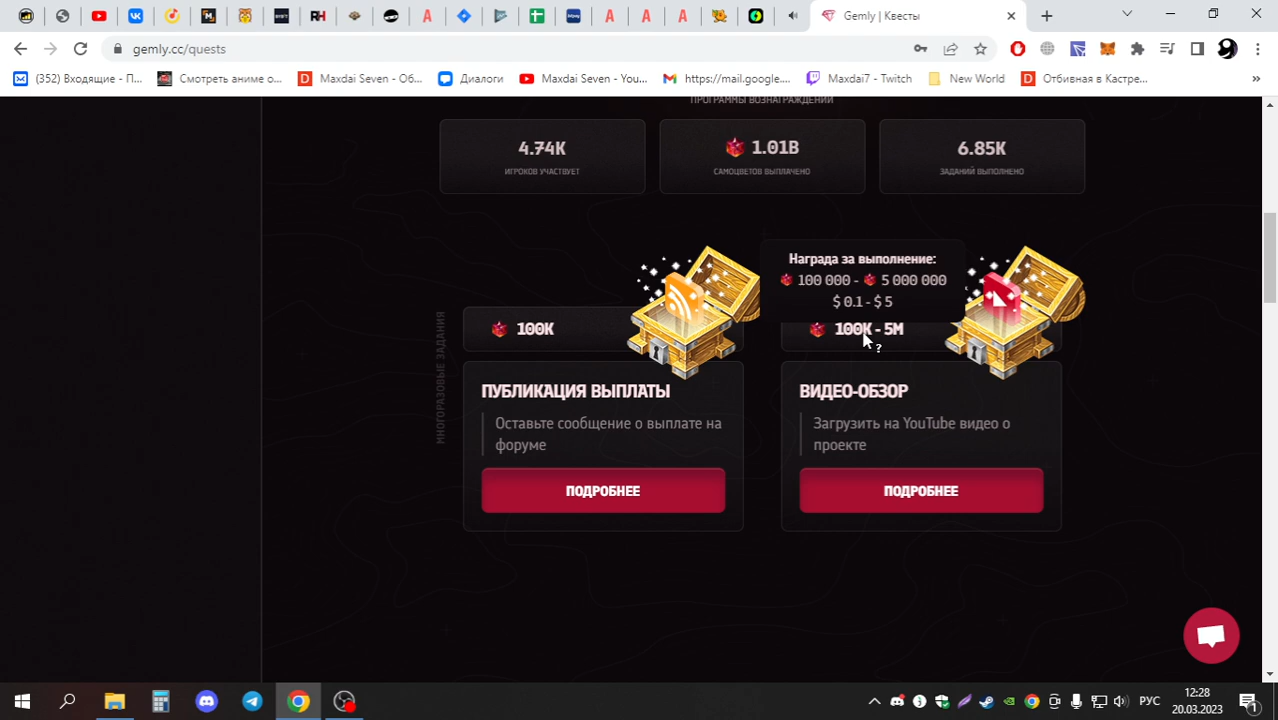 Gemly | Квесты
gemly.cc/quests
(352) Входящие - П...
Смотреть аниме о...
Maxdai Seven - Об...
Диалоги
Maxdai Seven - You...
https://mail.google....
Maxdai7 - Twitch
New World
Отбивная в Кастре...
ПРОГРАММЫ ВОЗНАГРАЖДЕНИЙ
4.74K
ИГРОКОВ УЧАСТВУЕТ
1.01B
САМОЦВЕТОВ ВЫПЛАЧЕНО
6.85K
ЗАДАНИЙ ВЫПОЛНЕНО
МНОГОРАЗОВЫЕ ЗАДАНИЯ
100K
ПУБЛИКАЦИЯ ВЫПЛАТЫ
Оставьте сообщение о выплате на
форуме
ПОДРОБНЕЕ
Награда за выполнение:
100 000 - 5 000 000
$ 0.1 - $ 5
100K - 5M
ВИДЕО-ОБЗОР
Загрузить на YouTube видео о
проекте
ПОДРОБНЕЕ
РУС
12:28
20.03.2023